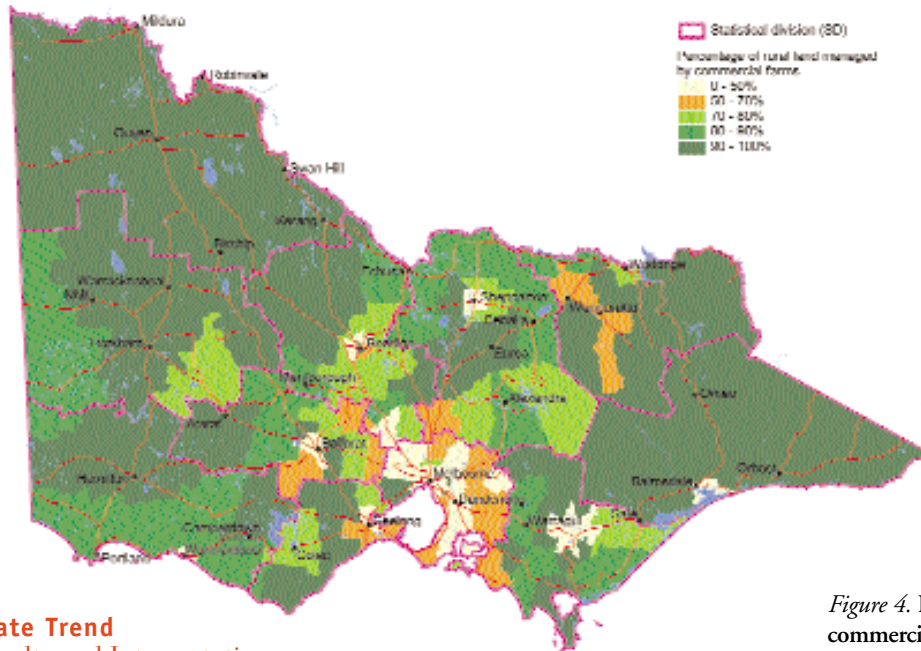 Mildura
Robinvale
Ouyen
Swan Hill
Kerang
Birchip
Echuca
Warracknabeal
Nhill
Horsham
Shepparton
Benalla
Wodonga
Wangaratta
Bendigo
Euroa
Maryborough
Alexandra
Ararat
Ballarat
Omeo
Melbourne
Hamilton
Bairnsdale
Orbost
Geelong
Dandenong
Warragul
Sale
Camperdown
Colac
Portland
Statistical division (SD)
Percentage of rural land managed
by commercial farms
0 - 50%
50 - 70%
70 - 80%
80 - 90%
90 - 100%
ate Trend
Figure 4.
commerci